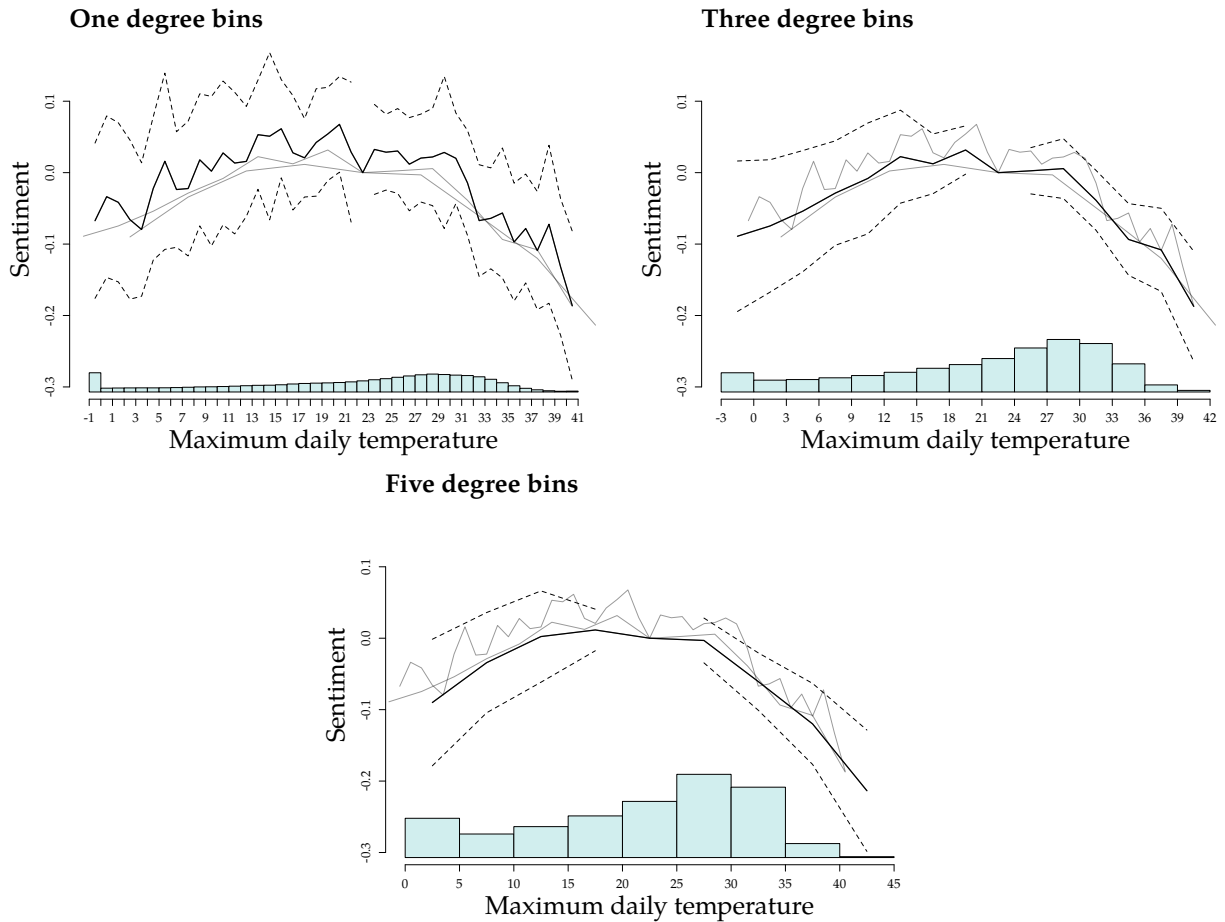 One degree bins
Sentiment
0.1
0.0
-0.1
-0.2
-0.3
-1 1 3 5 7 9 11 13 15 17 19 21 23 25 27 29 31 33 35 37 39 41
Maximum daily temperature
Three degree bins
Sentiment
0.1
0.0
-0.1
-0.2
-0.3
-3 0 3 6 9 12 15 18 21 24 27 30 33 36 39 42
Maximum daily temperature
Five degree bins
Sentiment
0.1
0.0
-0.1
-0.2
-0.3
0 5 10 15 20 25 30 35 40 45
Maximum daily temperature